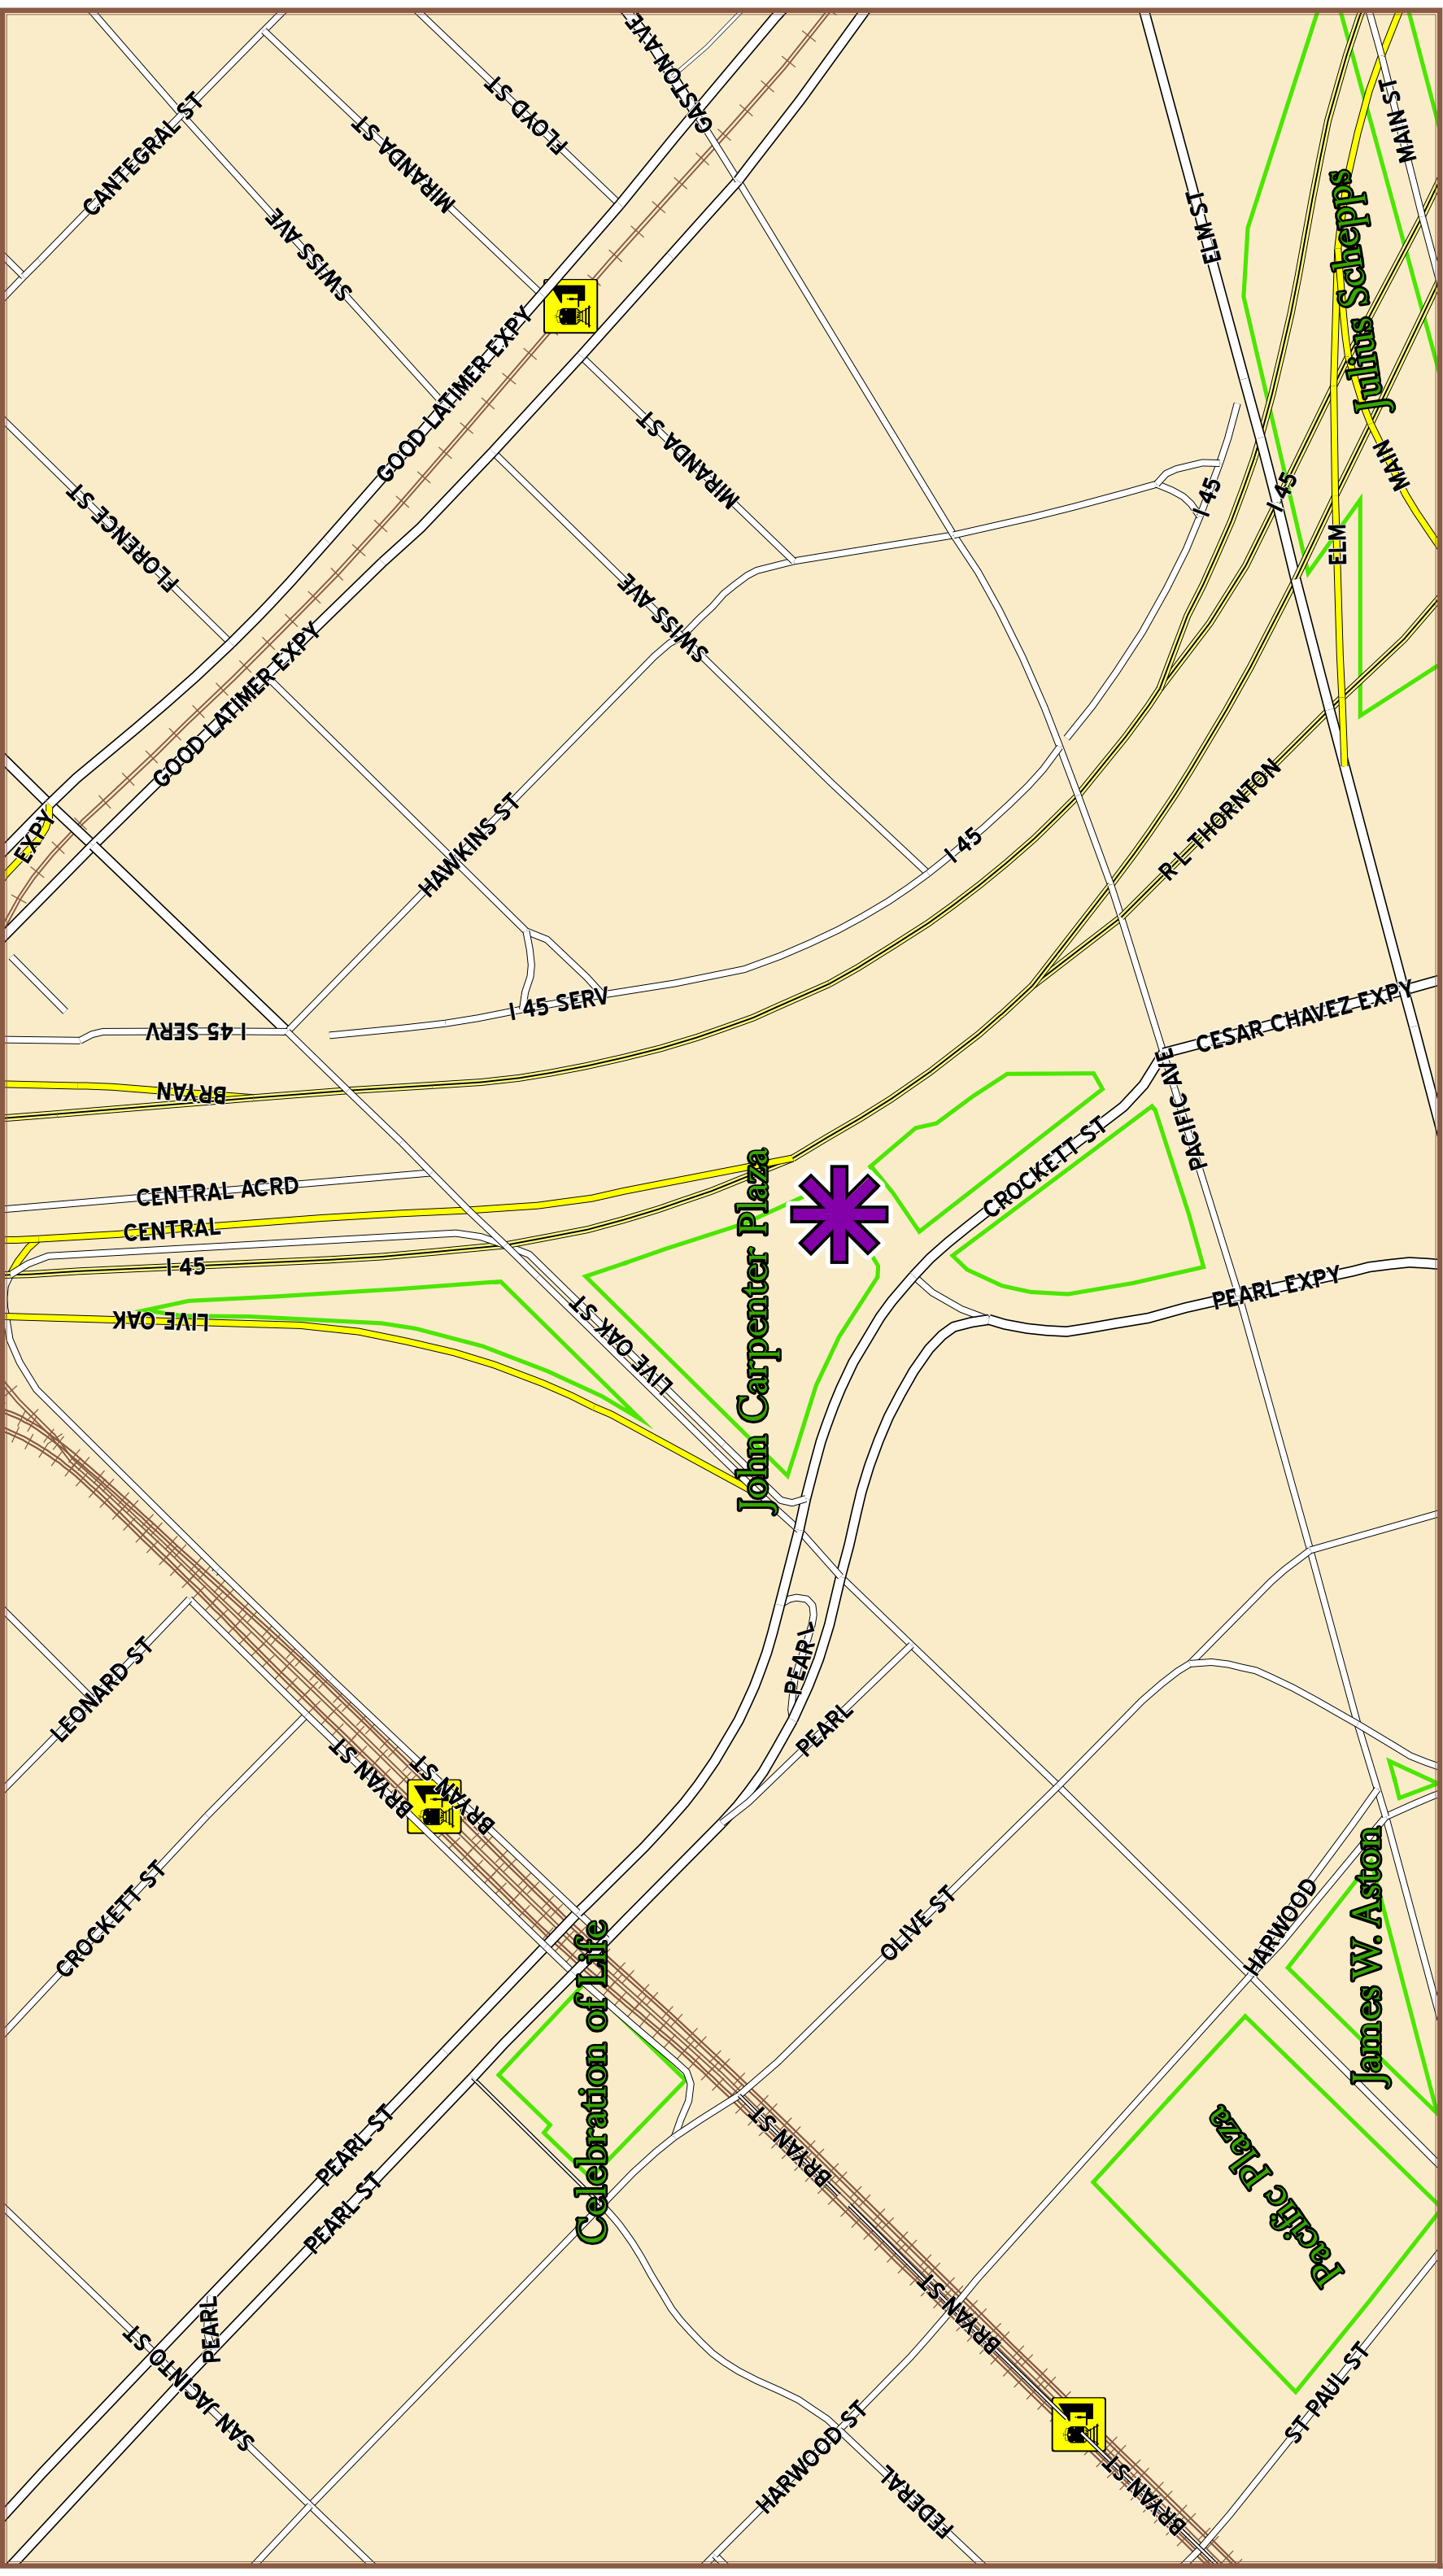 GASTON AVE
FLOYD ST
MAIN ST
CANTEGRAL ST
MIRANDA ST
ELM ST
SWISS AVE
Julius Schepps
GOOD LATIMER EXPY
MIRANDA ST
MAIN
I 45
I 45
FLORENCE ST
ELM
SWISS AVE
GOOD LATIMER EXPY
EXPY
HAWKINS ST
I 45
R L THORNTON
I 45 SERV
I 45 SERV
CESAR CHAVEZ EXPY
BRYAN
PACIFIC AVE
CROCKETT ST
CENTRAL ACRD
CENTRAL
I 45
LIVE OAK
LIVE OAK ST
John Carpenter Plaza
PEARL EXPY
LEONARD ST
PEARL
PEARL
BRYAN ST
BRYAN ST
CROCKETT ST
OLIVE ST
HARWOOD
James W. Aston
Celebration of Life
PEARL ST
PEARL ST
BRYAN ST
Pacific Plaza
PEARL
SAN JACINTO ST
BRYAN ST
HARWOOD ST
FEDERAL
ST PAUL ST
BRYAN ST